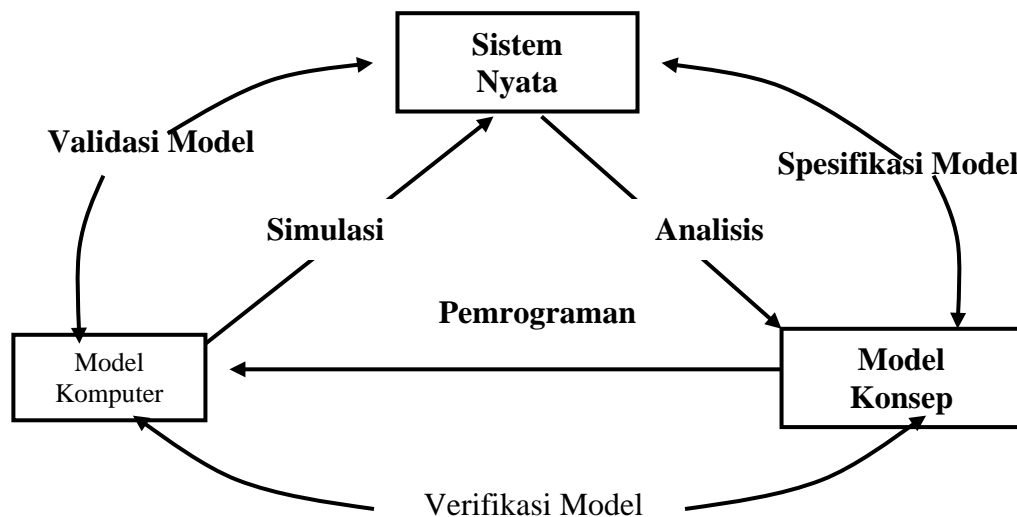 Sistem
Nyata
Validasi Model
Spesifikasi Model
Simulasi
Analisis
Pemrograman
Model
Komputer
Model
Konsep
Verifikasi Model